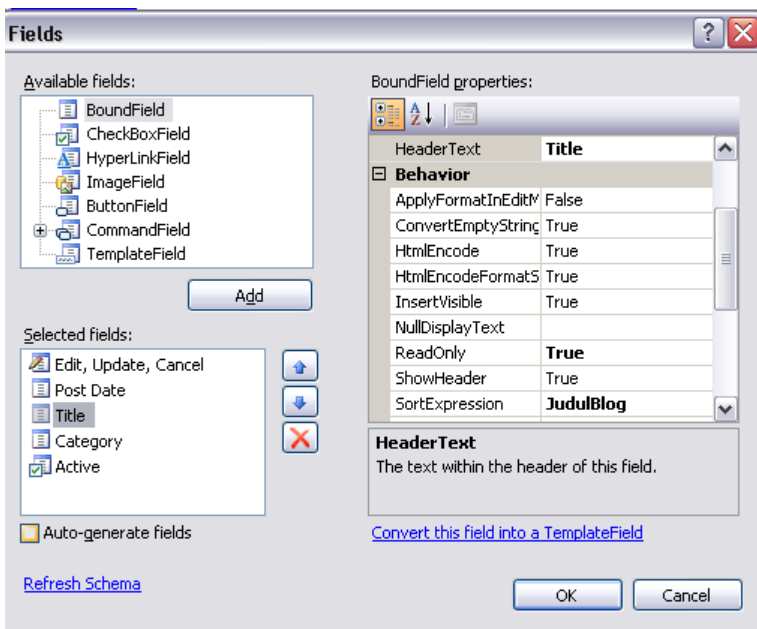 Fields
Available fields:
BoundField
CheckBoxField
HyperLinkField
ImageField
ButtonField
CommandField
TemplateField
Add
Selected fields:
Edit, Update, Cancel
Post Date
Title
Category
Active
Auto-generate fields
Refresh Schema
BoundField properties:
HeaderText Title
Behavior
ApplyFormatInEditM False
ConvertEmptyString True
HtmlEncode True
HtmlEncodeFormatS True
InsertVisible True
NullDisplayText
ReadOnly True
ShowHeader True
SortExpression JudulBlog
HeaderText
The text within the header of this field.
Convert this field into a TemplateField
OK Cancel